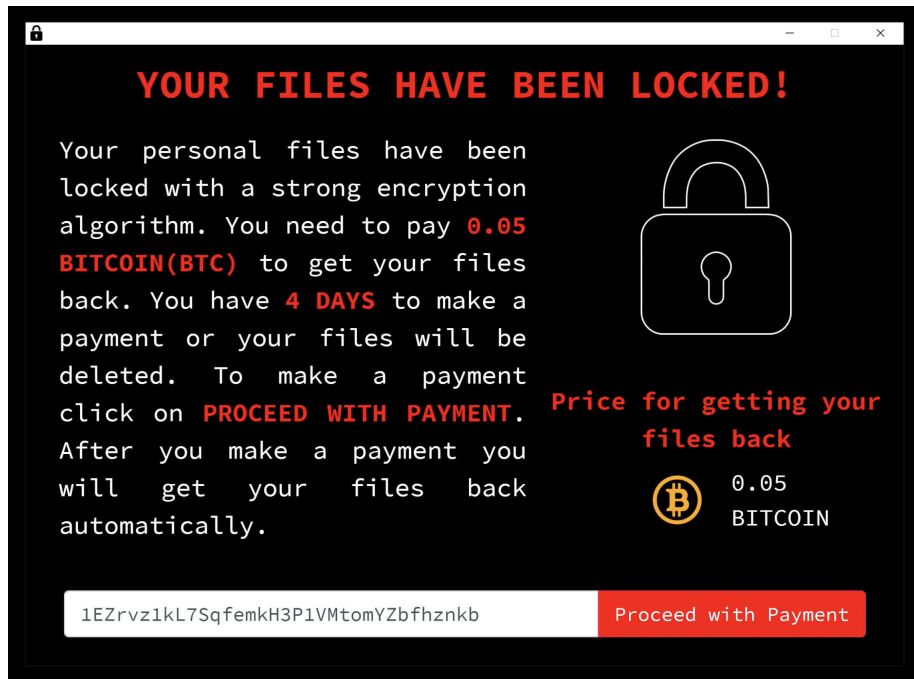 YOUR FILES HAVE BEEN LOCKED!
Your personal files have been
locked with a strong encryption
algorithm. You need to pay 0.05
BITCOIN(BTC) to get your files
back. You have 4 DAYS to make a
payment or your files will be
deleted. To make a payment
click on PROCEED WITH PAYMENT.
After you make a payment you
will get your files back
automatically.
Price for getting your
files back
0.05
BITCOIN
1EZrvz1kL7SqfemkH3P1VMtomYZbfhznkb
Proceed with Payment